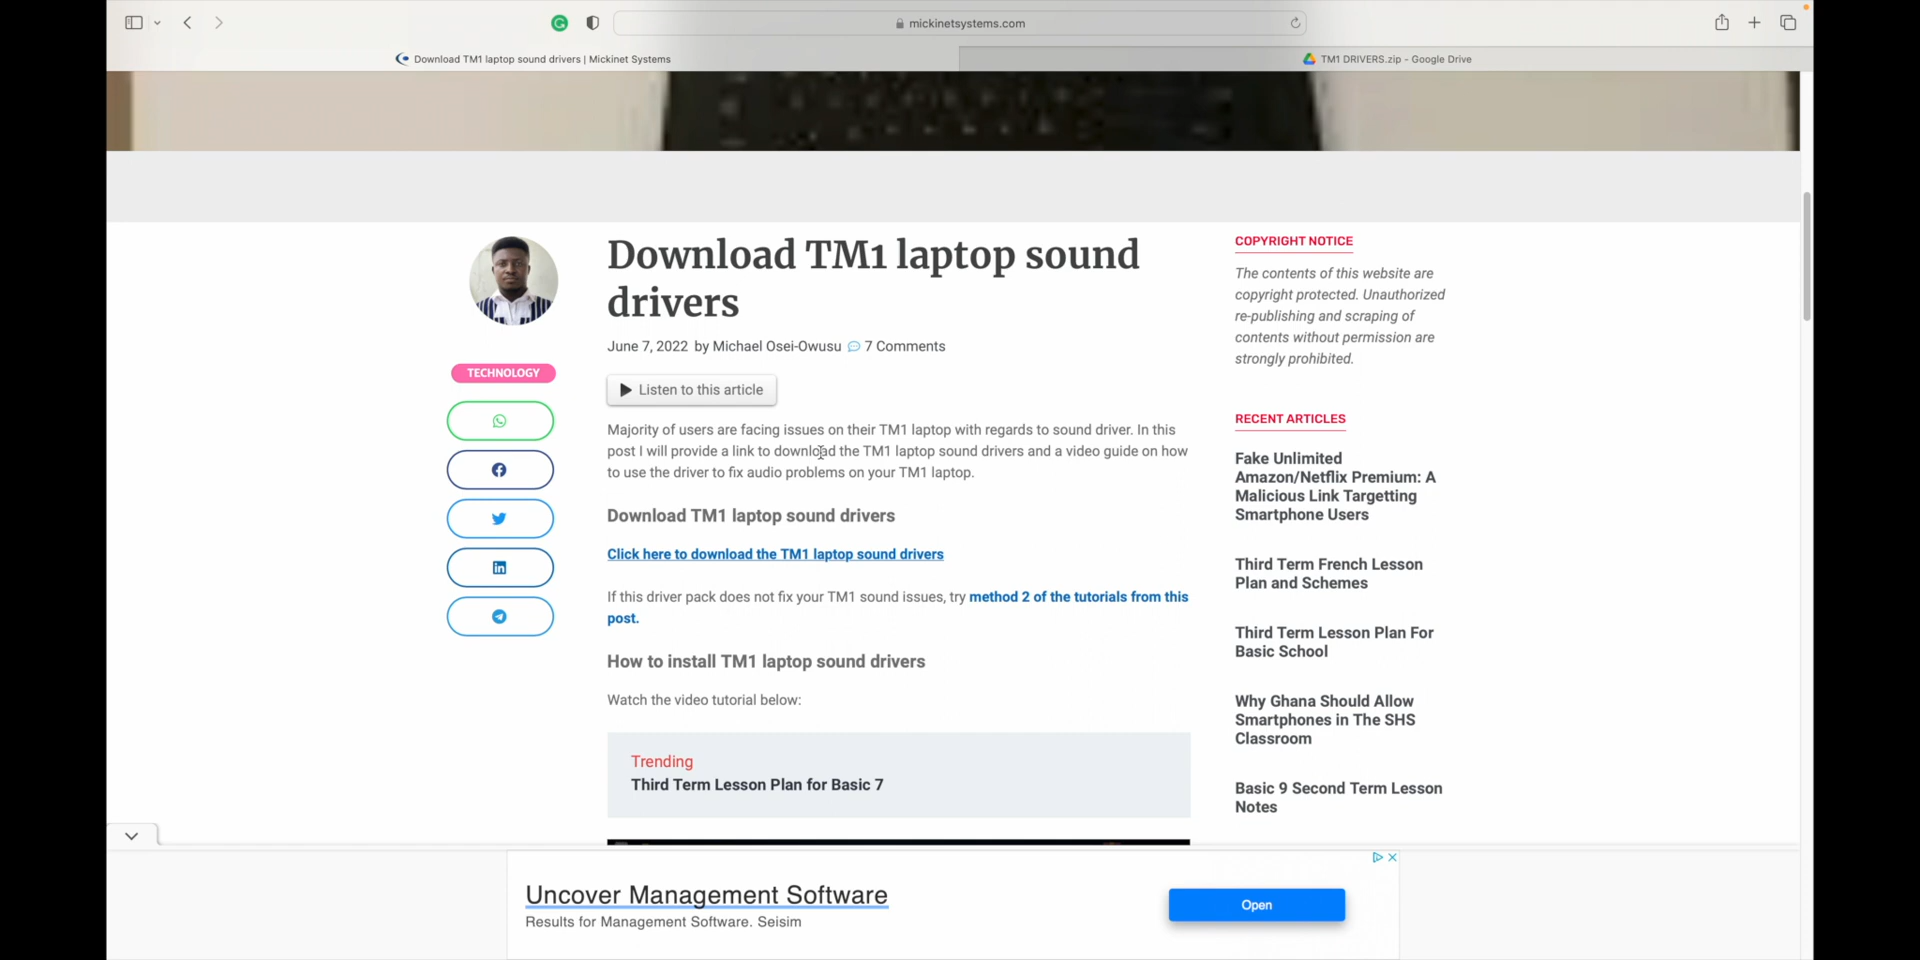 mickinetsystems.com
Download TM1 laptop sound drivers | Mickinet Systems
TM1 DRIVERS.zip - Google Drive
Download TM1 laptop sound
drivers
June 7, 2022 by Michael Osei-Owusu 7 Comments
TECHNOLOGY
Listen to this article
Majority of users are facing issues on their TM1 laptop with regards to sound driver. In this
post I will provide a link to download the TM1 laptop sound drivers and a video guide on how
to use the driver to fix audio problems on your TM1 laptop.
Download TM1 laptop sound drivers
Click here to download the TM1 laptop sound drivers
If this driver pack does not fix your TM1 sound issues, try method 2 of the tutorials from this
post.
How to install TM1 laptop sound drivers
Watch the video tutorial below:
Trending
Third Term Lesson Plan for Basic 7
COPYRIGHT NOTICE
The contents of this website are
copyright protected. Unauthorized
re-publishing and scraping of
contents without permission are
strongly prohibited.
RECENT ARTICLES
Fake Unlimited
Amazon/Netflix Premium: A
Malicious Link Targetting
Smartphone Users
Third Term French Lesson
Plan and Schemes
Third Term Lesson Plan For
Basic School
Why Ghana Should Allow
Smartphones in The SHS
Classroom
Basic 9 Second Term Lesson
Notes
Uncover Management Software
Results for Management Software. Seisim
Open